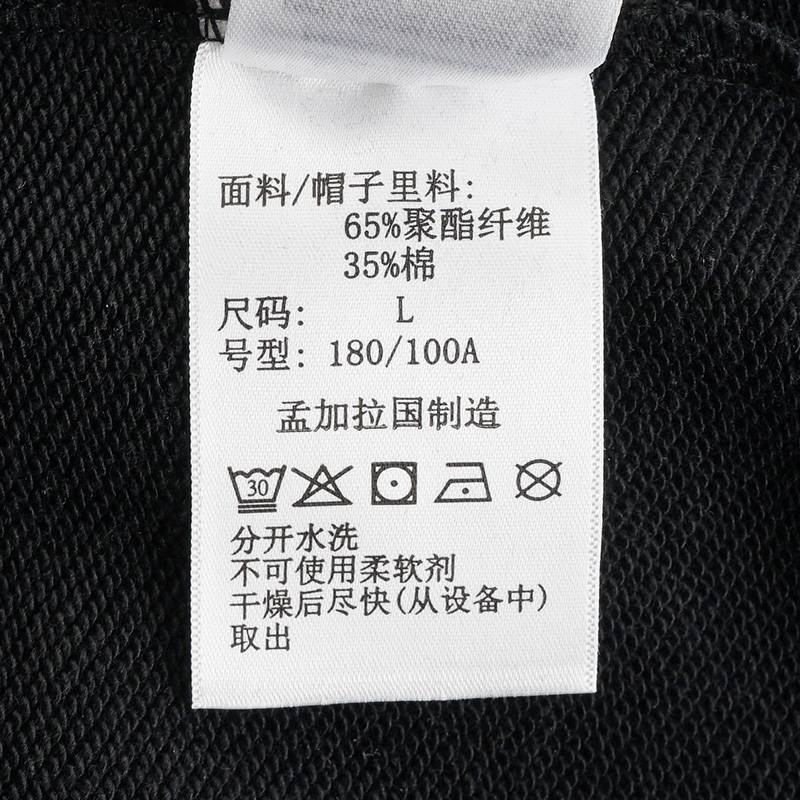 面料/帽子里料:
65%聚酯纤维
35%棉
尺码: L
号型: 180/100A
孟加拉国制造
30
分开水洗
不可使用柔软剂
干燥后尽快(从设备中)
取出